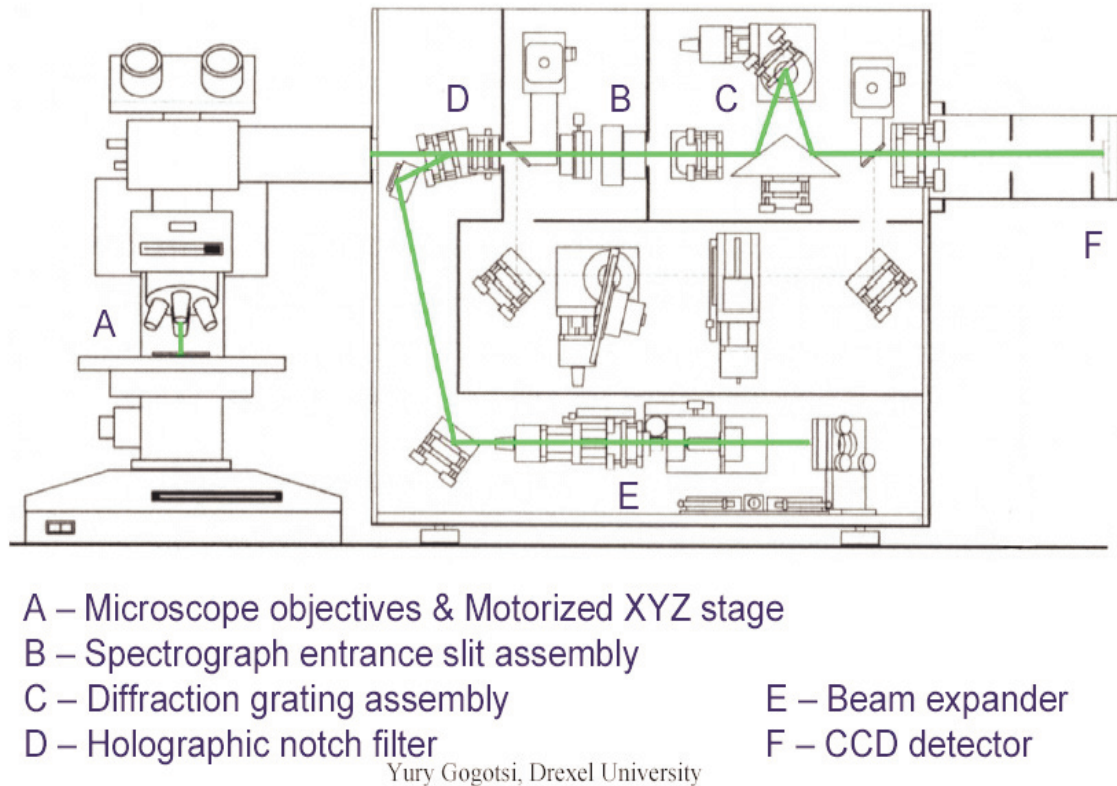 D
B
C
F
A
E
A – Microscope objectives & Motorized XYZ stage
B – Spectrograph entrance slit assembly
C – Diffraction grating assembly
E – Beam expander
D – Holographic notch filter
F – CCD detector
Yury Gogotsi, Drexel University